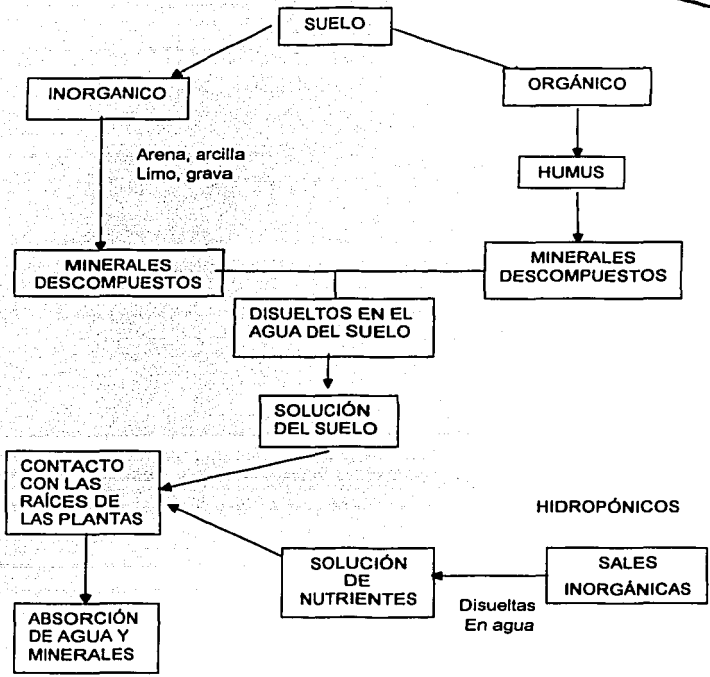 SUELO
INORGANICO
ORGÁNICO
Arena, arcilla
Limo, grava
HUMUS
MINERALES
DESCOMPUESTOS
MINERALES
DESCOMPUESTOS
DISUELTOS EN EL
AGUA DEL SUELO
SOLUCIÓN
DEL SUELO
CONTACTO
CON LAS
RAÍCES DE
LAS PLANTAS
HIDROPÓNICOS
SOLUCIÓN
DE
NUTRIENTES
SALES
INORGÁNICAS
Disueltas
En agua
ABSORCIÓN
DE AGUA Y
MINERALES